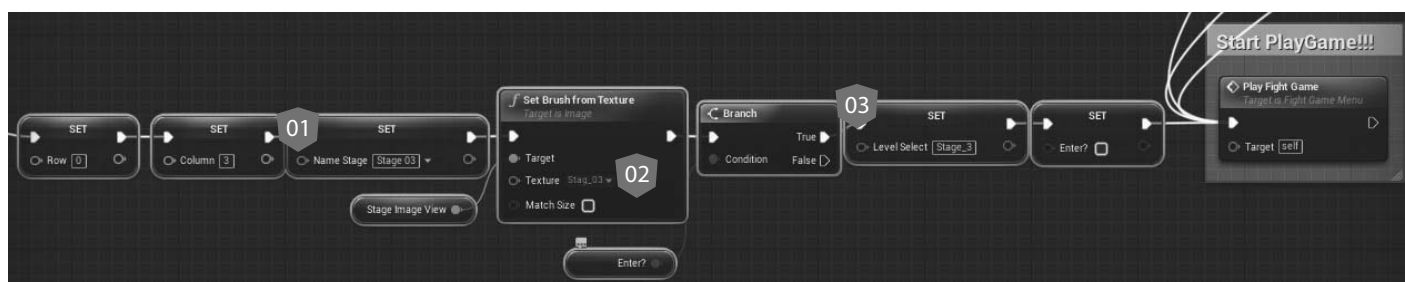 SET
Row 0
SET
Column 3
01
SET
Name Stage Stage 03
Stage Image View
f Set Brush from Texture
Target is Image
Target
Texture Stag_03
02
Match Size
Enter?
Branch
True
Condition False
03
SET
Level Select Stage_3
SET
Enter?
Start PlayGame!!!
Play Fight Game
Target is Fight Game Menu
Target self